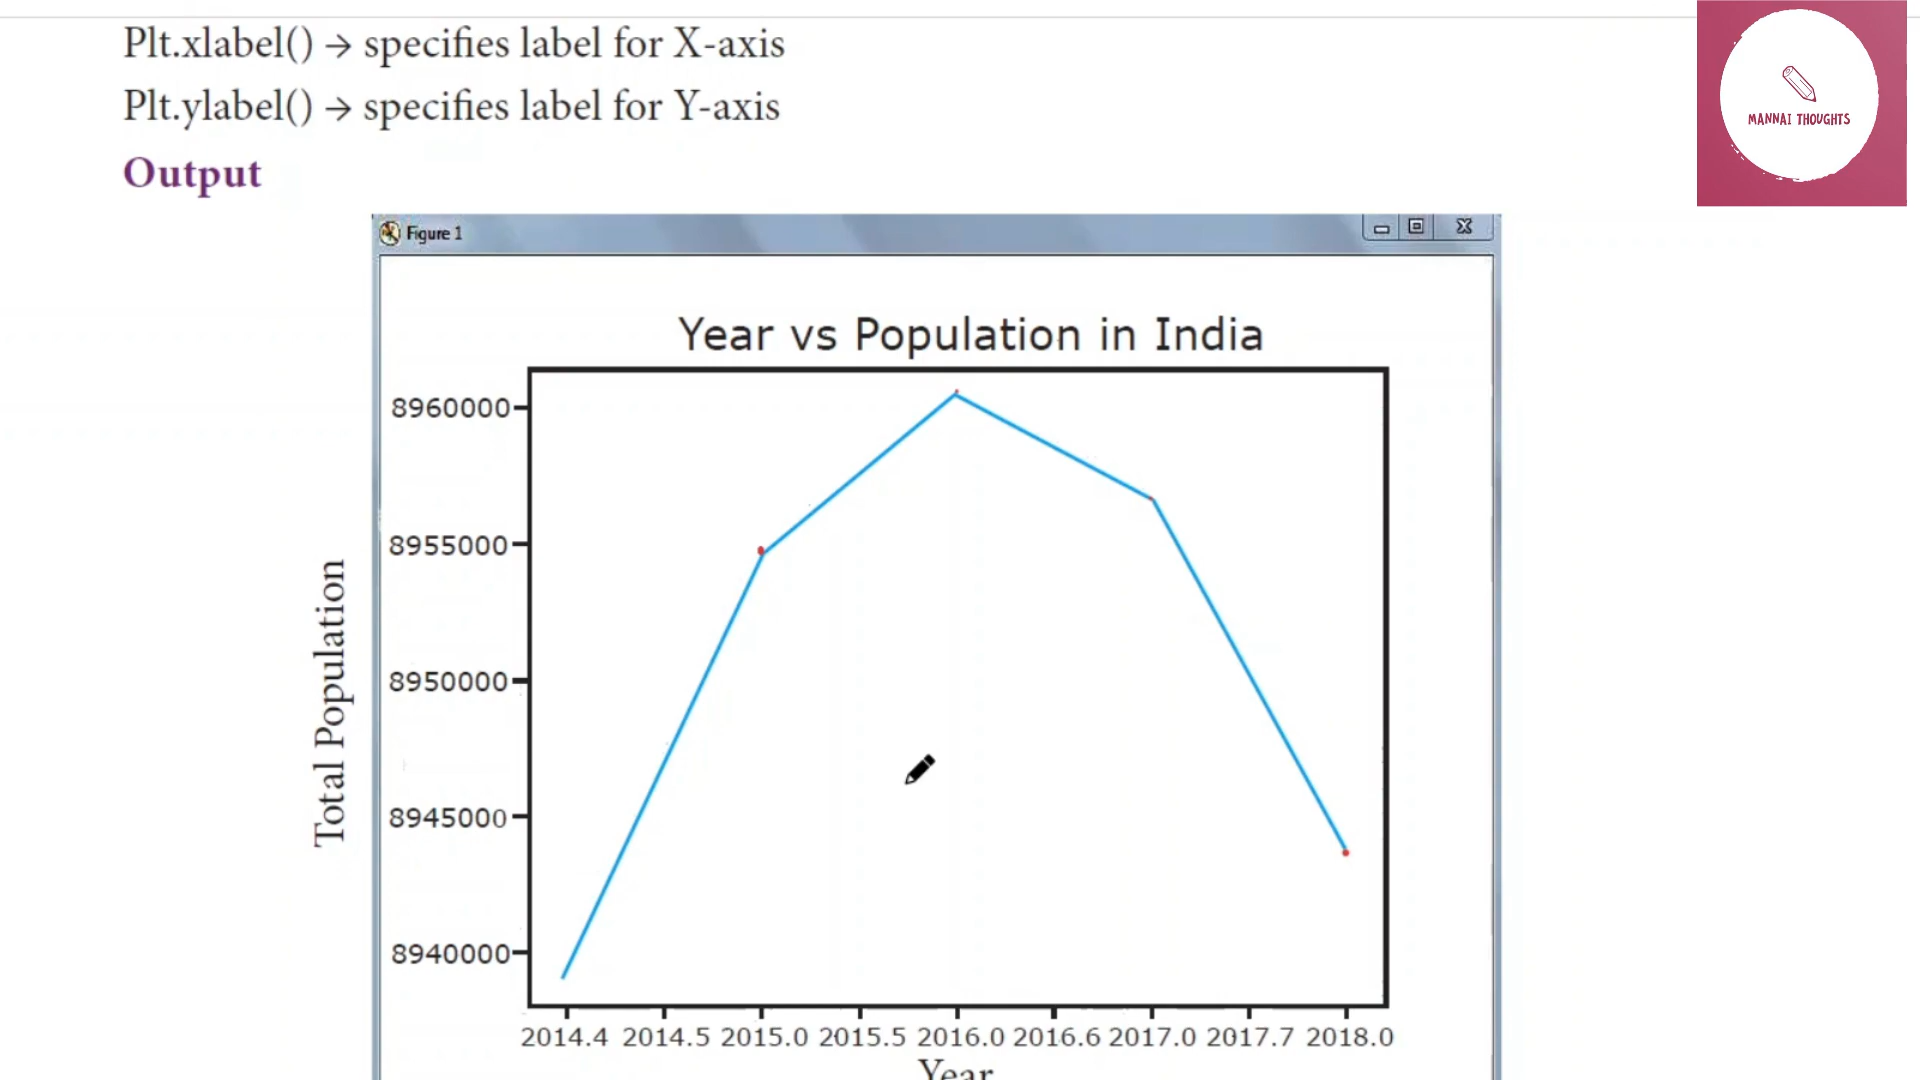 Plt.xlabel() → specifies label for X-axis
Plt.ylabel() → specifies label for Y-axis
MANNAI THOUGHTS
Output
Figure 1
Year vs Population in India
8960000
8955000
8950000
8945000
8940000
Total Population
2014.4 2014.5 2015.0 2015.5 2016.0 2016.6 2017.0 2017.7 2018.0
Year